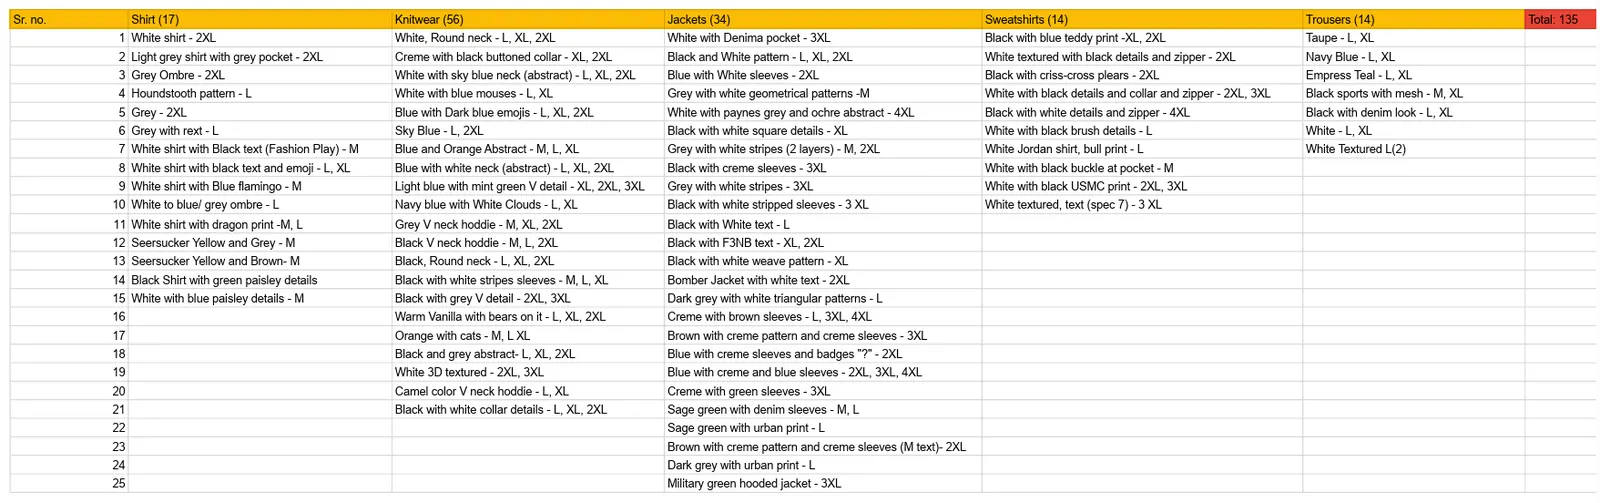 Sr. no. Shirt (17) Knitwear (56) Jackets (34) Sweatshirts (14) Trousers (14) Total: 135
1 White shirt - 2XL White, Round neck - L, XL, 2XL White with Denima pocket - 3XL Black with blue teddy print -XL, 2XL Taupe - L, XL
2 Light grey shirt with grey pocket - 2XL Creme with black buttoned collar - XL, 2XL Black and White pattern - L, XL, 2XL White textured with black details and zipper - 2XL Navy Blue - L, XL
3 Grey Ombre - 2XL White with sky blue neck (abstract) - L, XL, 2XL Blue with White sleeves - 2XL Black with criss-cross plears - 2XL Empress Teal - L, XL
4 Houndstooth pattern - L White with blue mouses - L, XL Grey with white geometrical patterns -M White with black details and collar and zipper - 2XL, 3XL Black sports with mesh - M, XL
5 Grey - 2XL Blue with Dark blue emojis - L, XL, 2XL White with paynes grey and ochre abstract - 4XL Black with white details and zipper - 4XL Black with denim look - L, XL
6 Grey with rext - L Sky Blue - L, 2XL Black with white square details - XL White with black brush details - L White - L, XL
7 White shirt with Black text (Fashion Play) - M Blue and Orange Abstract - M, L, XL Grey with white stripes (2 layers) - M, 2XL White Jordan shirt, bull print - L White Textured L(2)
8 White shirt with black text and emoji - L, XL Blue with white neck (abstract) - L, XL, 2XL Black with creme sleeves - 3XL White with black buckle at pocket - M
9 White shirt with Blue flamingo - M Light blue with mint green V detail - XL, 2XL, 3XL Grey with white stripes - 3XL White with black USMC print - 2XL, 3XL
10 White to blue/ grey ombre - L Navy blue with White Clouds - L, XL Black with white stripped sleeves - 3 XL White textured, text (spec 7) - 3 XL
11 White shirt with dragon print -M, L Grey V neck hoddie - M, XL, 2XL Black with White text - L
12 Seersucker Yellow and Grey - M Black V neck hoddie - M, L, 2XL Black with F3NB text - XL, 2XL
13 Seersucker Yellow and Brown- M Black, Round neck - L, XL, 2XL Black with white weave pattern - XL
14 Black Shirt with green paisley details Black with white stripes sleeves - M, L, XL Bomber Jacket with white text - 2XL
15 White with blue paisley details - M Black with grey V detail - 2XL, 3XL Dark grey with white triangular patterns - L
16 Warm Vanilla with bears on it - L, XL, 2XL Creme with brown sleeves - L, 3XL, 4XL
17 Orange with cats - M, L XL Brown with creme pattern and creme sleeves - 3XL
18 Black and grey abstract- L, XL, 2XL Blue with creme sleeves and badges "?" - 2XL
19 White 3D textured - 2XL, 3XL Blue with creme and blue sleeves - 2XL, 3XL, 4XL
20 Camel color V neck hoddie - L, XL Creme with green sleeves - 3XL
21 Black with white collar details - L, XL, 2XL Sage green with denim sleeves - M, L
22 Sage green with urban print - L
23 Brown with creme pattern and creme sleeves (M text)- 2XL
24 Dark grey with urban print - L
25 Military green hooded jacket - 3XL